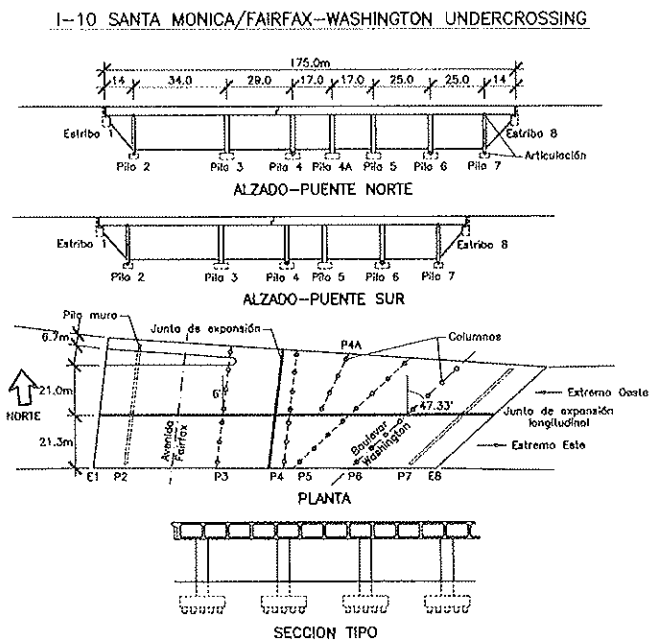 I-10 SANTA MONICA/FAIRFAX-WASHINGTON UNDERCROSSING
175.0m
14 34.0 29.0 17.0 17.0 25.0 25.0 14
Estribo 1
Estribo 8
Articulación
Pila 2 Pila 3 Pila 4 Pila 4A Pila 5 Pila 6 Pila 7
ALZADO-PUENTE NORTE
Estribo 1
Estribo 8
Pila 2 Pila 3 Pila 4 Pila 5 Pila 6 Pila 7
ALZADO-PUENTE SUR
Pila muro
Junta de expansión
P4A
Columnas
6.7m
21.0m
NORTE
21.3m
6'
47.33'
Extremo Oeste
Junta de expansión
longitudinal
Extremo Este
Avenida
Fairfax
Boulevar
Washington
E1 P2 P3 P4 P5 P6 P7 E8
PLANTA
SECCION TIPO